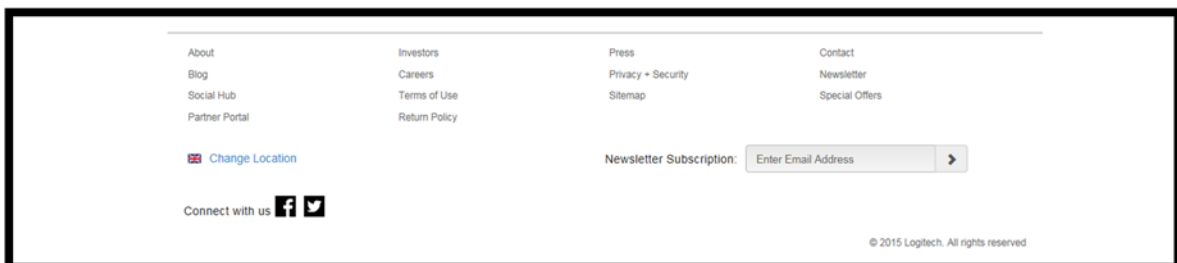 About Investors Press Contact
Blog Careers Privacy + Security Newsletter
Social Hub Terms of Use Sitemap Special Offers
Partner Portal Return Policy
Change Location Newsletter Subscription: Enter Email Address
Connect with us
© 2015 Logitech. All rights reserved